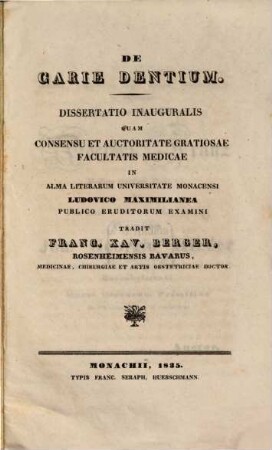 DE
CARIE DENTIUM.
DISSERTATIO INAUGURALIS
QUAM
CONSENSU ET AUCTORITATE GRATIOSAE
FACULTATIS MEDICAE
IN
ALMA LITERARUM UNIVERSITATE MONACENSI
LUDOVICO MAXIMILIANEA
PUBLICO ERUDITORUM EXAMINI
TRADIT
FRANC. XAV. BERGER,
ROSENHEIMENSIS BAVARUS,
MEDICINAE, CHIRURGIAE ET ARTIS OBSTETRICIAE DOCTOR.
MONACHII, 1835.
TYPIS FRANC. SERAPH. HUEBSCHMANN.